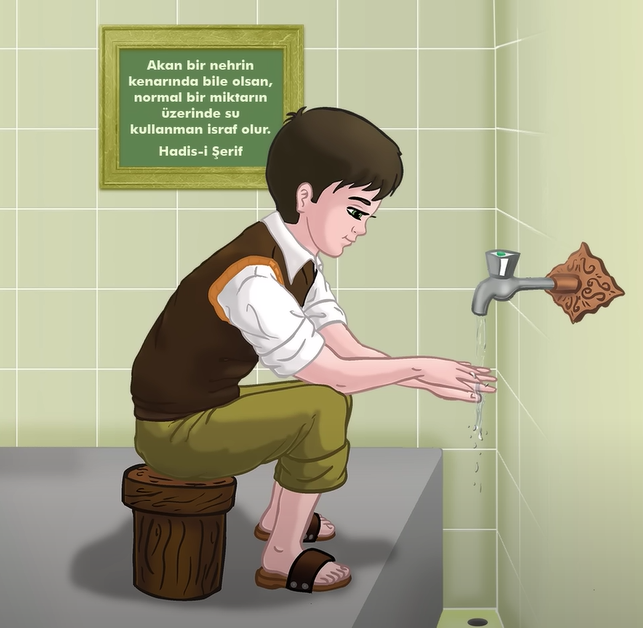 Akan bir nehrin
kenarında bile olsan,
normal bir miktarın
üzerinde su
kullanman israf olur.
Hadis-i Şerif